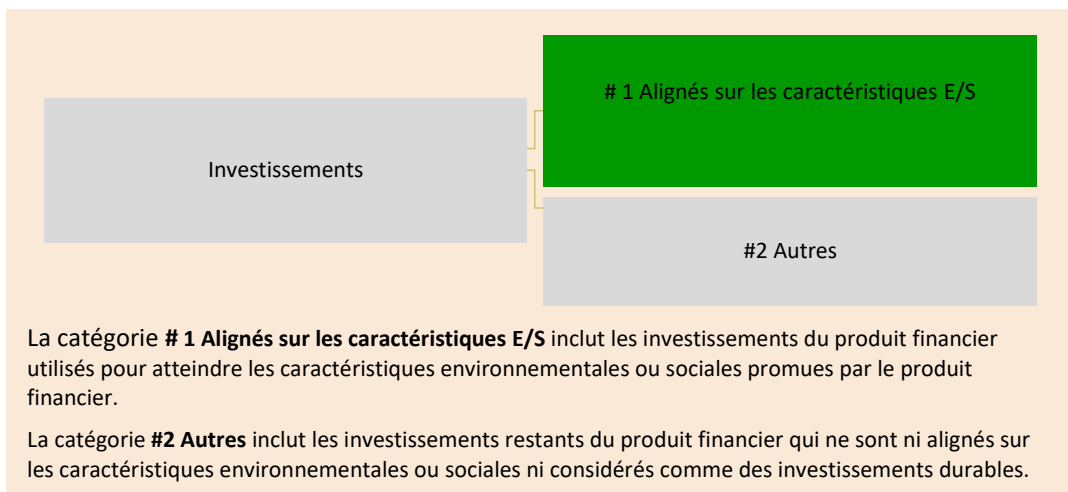 # 1 Alignés sur les caractéristiques E/S
Investissements
#2 Autres
La catégorie # 1 Alignés sur les caractéristiques E/S inclut les investissements du produit financier
utilisés pour atteindre les caractéristiques environnementales ou sociales promues par le produit
financier.
La catégorie #2 Autres inclut les investissements restants du produit financier qui ne sont ni alignés sur
les caractéristiques environnementales ou sociales ni considérés comme des investissements durables.